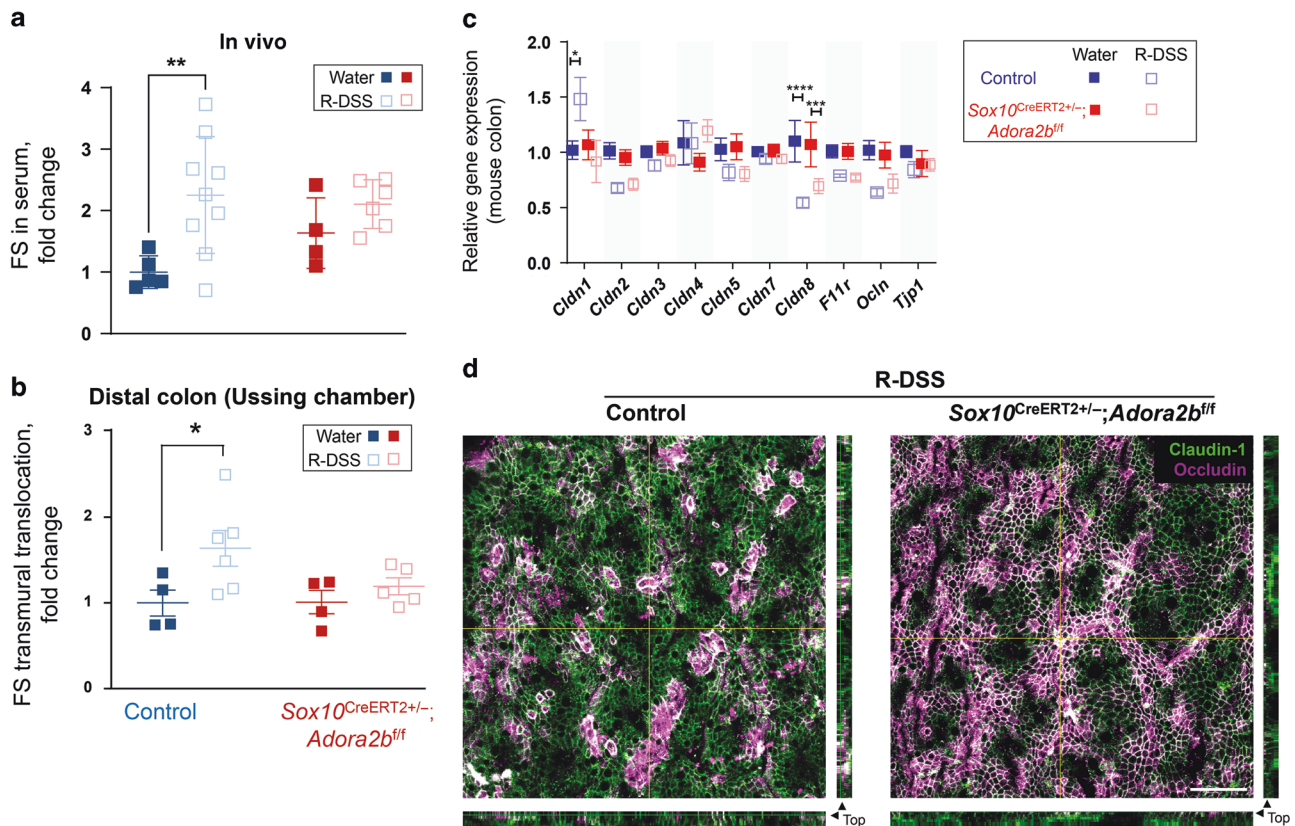 a
In vivo
**
Water
R-DSS
4
3
2
1
0
FS in serum,
fold change
b
Distal colon (Ussing chamber)
*
Water
R-DSS
3
2
1
0
FS transmural translocation,
fold change
Control
Sox10CreERT2+/–;
Adora2bf/f
c
2.0
1.5
1.0
0.5
0.0
Relative gene expression
(mouse colon)
*
****
***
Cldn1
Cldn2
Cldn3
Cldn4
Cldn5
Cldn7
Cldn8
F11r
Ocln
Tjp1
Water R-DSS
Control
Sox10CreERT2+/–;
Adora2bf/f
d
R-DSS
Control
Sox10CreERT2+/–;Adora2bf/f
Claudin-1
Occludin
Top
Top